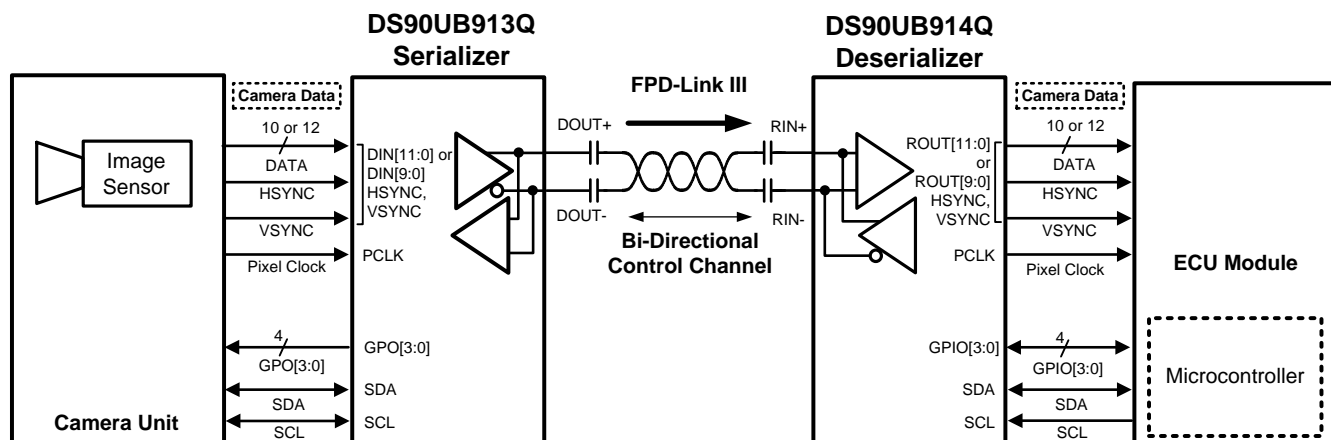 DS90UB913Q
Serializer
DS90UB914Q
Deserializer
Camera Data
FPD-Link III
Camera Data
10 or 12
DATA
HSYNC
VSYNC
Pixel Clock
Image
Sensor
DIN[11:0] or
DIN[9:0]
HSYNC,
VSYNC
PCLK
DOUT+
DOUT-
RIN+
RIN-
Bi-Directional
Control Channel
ROUT[11:0]
or
ROUT[9:0]
HSYNC,
VSYNC
PCLK
10 or 12
DATA
HSYNC
VSYNC
Pixel Clock
ECU Module
4
GPO[3:0]
GPO[3:0]
SDA
SDA
SCL
SCL
Camera Unit
GPIO[3:0]
4
GPIO[3:0]
SDA
SDA
SCL
SCL
Microcontroller